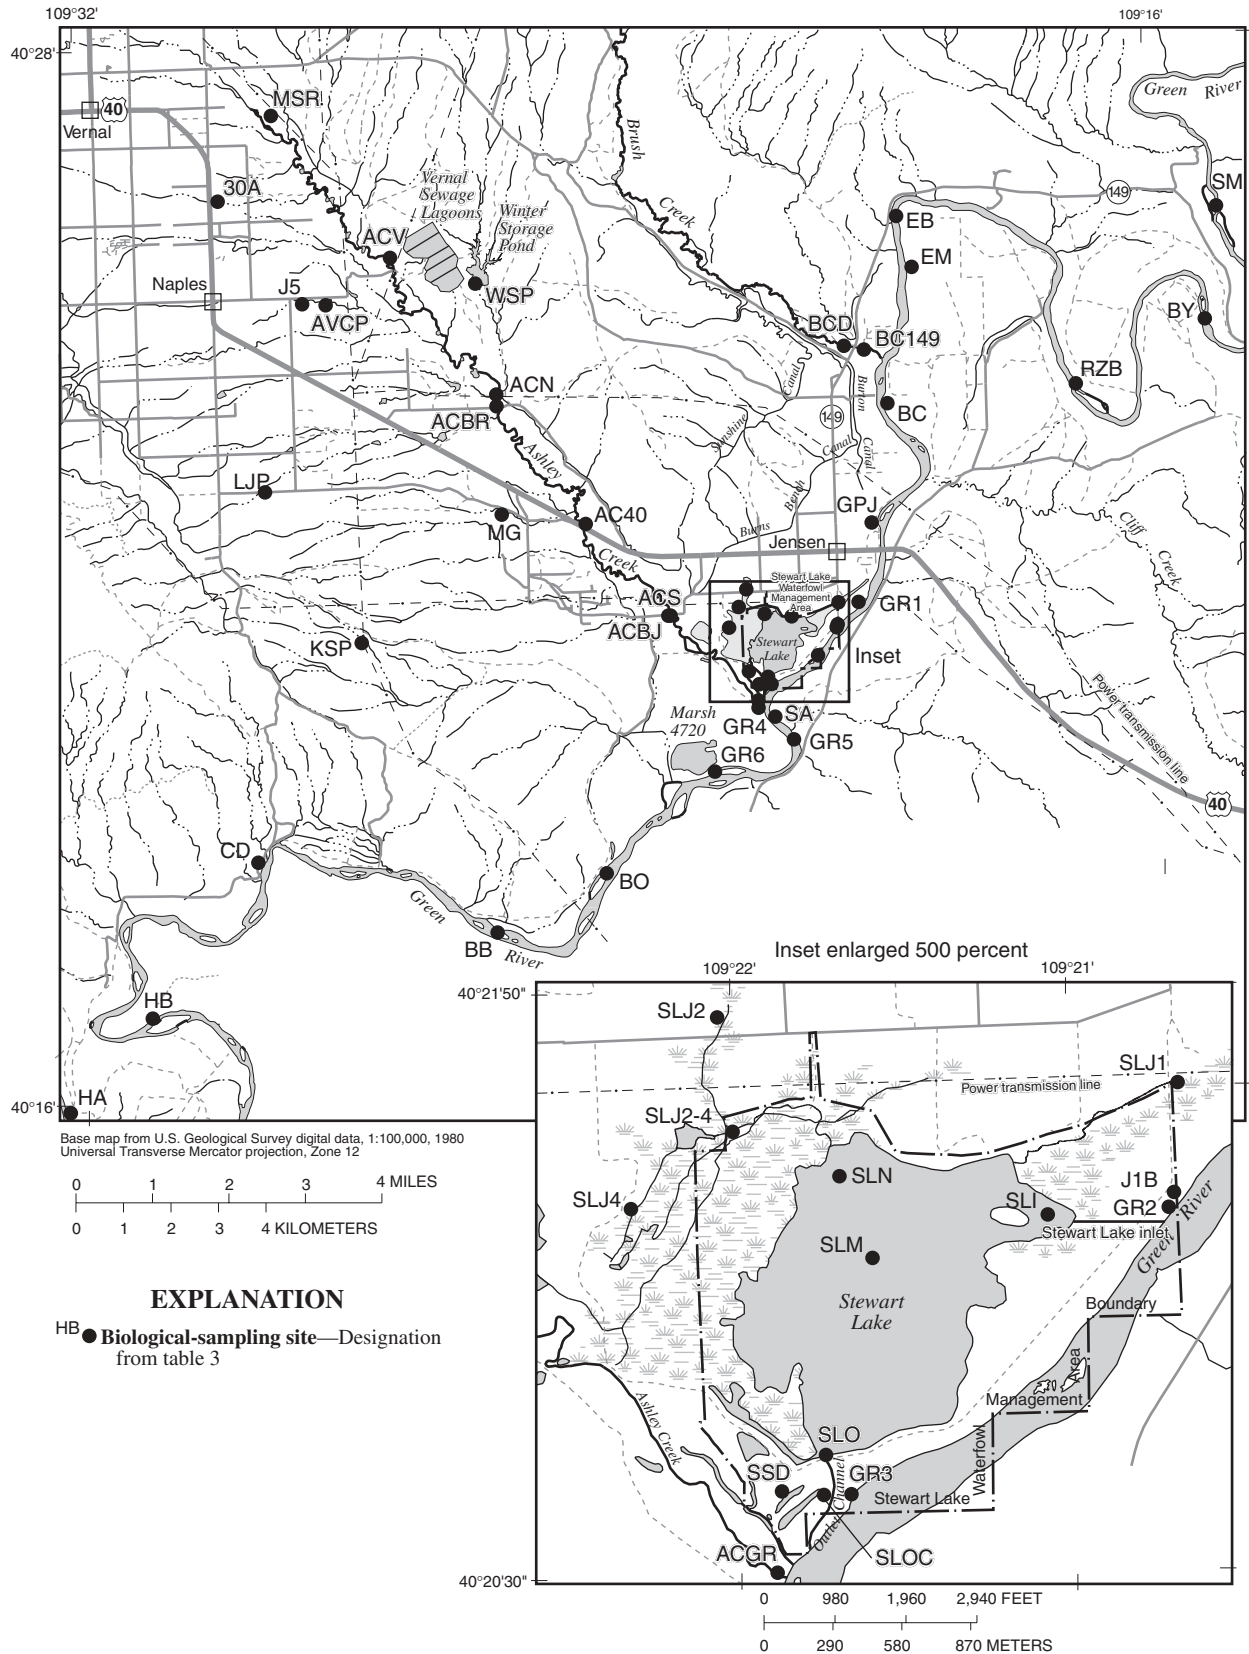 109°32'
109°16'
40°28'
Green River
MSR
40
Vernal
Brush
Creek
149
SM
30A
Vernal
Sewage
Lagoons
Winter
Storage
Pond
ACV
EB
EM
Naples
J5
AVCP
WSP
BCD
BC149
BY
RZB
Canal
Burton
Canal
ACN
ACBR
149
BC
Sunshine
Canal
Ashley
LJP
Bench
MG
AC40
GPJ
Burns
Cliff
Creek
Jensen
Creek
Stewart Lake
Waterfowl
Management
Area
ACS
ACBJ
GR1
KSP
Stewart
Lake
Inset
Power transmission line
Marsh
4720
GR4
SA
GR5
GR6
40
CD
BO
Green
BB
River
Inset enlarged 500 percent
109°22'
109°21'
40°21'50"
HB
SLJ2
SLJ1
Power transmission line
HA
40°16'
SLJ2-4
Base map from U.S. Geological Survey digital data, 1:100,000, 1980
Universal Transverse Mercator projection, Zone 12
0 1 2 3 4 MILES
0 1 2 3 4 KILOMETERS
SLN
J1B
SLJ4
SLI
GR2
Stewart Lake inlet
Green River
SLM
EXPLANATION
HB Biological-sampling site—Designation
from table 3
Stewart
Lake
Boundary
Area
Management
Waterfowl
Stewart Lake
Ashley Creek
SLO
SSD
GR3
Outlet Channel
ACGR
SLOC
40°20'30"
0 980 1,960 2,940 FEET
0 290 580 870 METERS